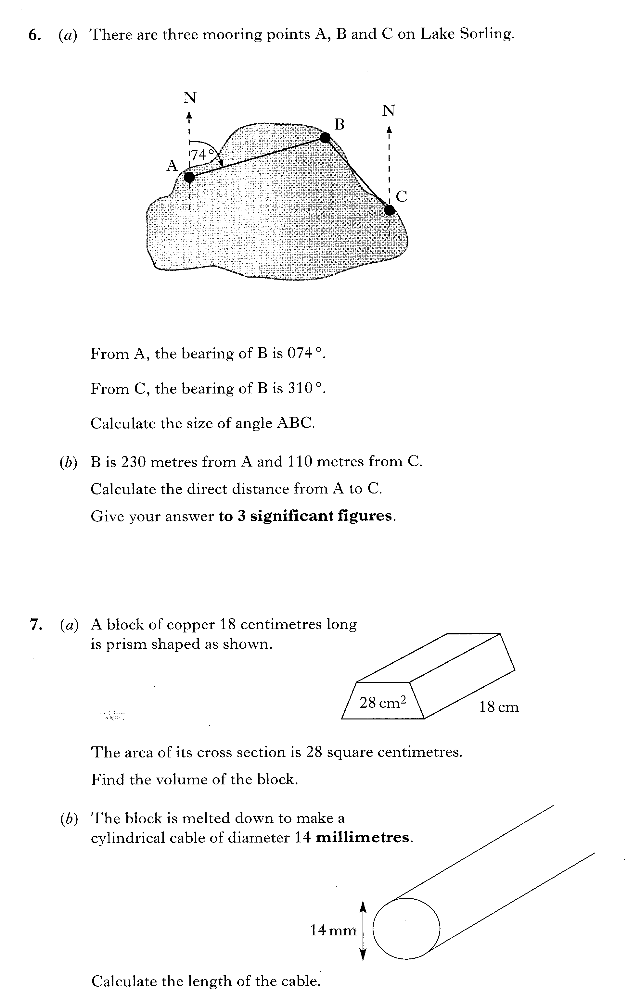 6. (a) There are three mooring points A, B and C on Lake Sorling.
N
N
B
74°
A
C
From A, the bearing of B is 074°.
From C, the bearing of B is 310°.
Calculate the size of angle ABC.
(b) B is 230 metres from A and 110 metres from C.
Calculate the direct distance from A to C.
Give your answer to 3 significant figures.
7. (a) A block of copper 18 centimetres long
is prism shaped as shown.
28 cm²
18 cm
The area of its cross section is 28 square centimetres.
Find the volume of the block.
(b) The block is melted down to make a
cylindrical cable of diameter 14 millimetres.
14 mm
Calculate the length of the cable.